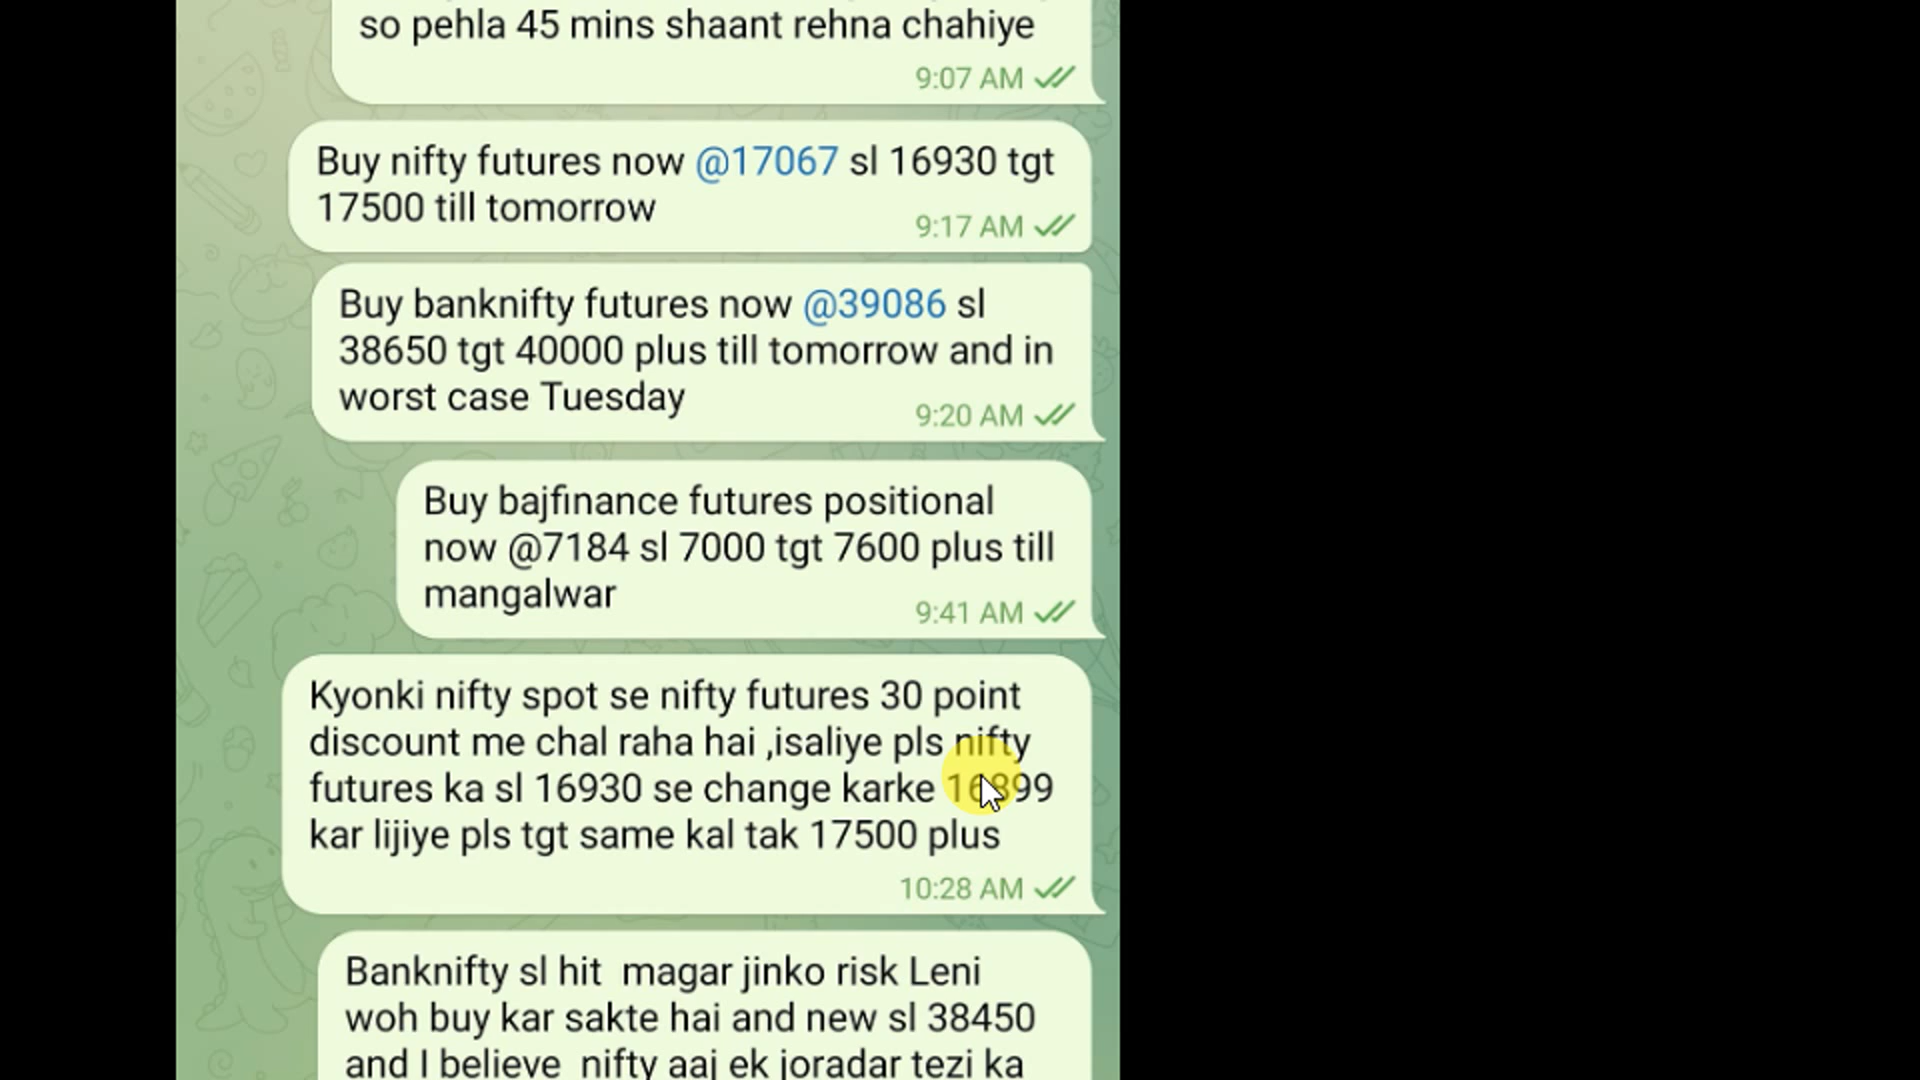 so pehla 45 mins shaant rehna chahiye
9:07 AM
Buy nifty futures now @17067 sl 16930 tgt
17500 till tomorrow
9:17 AM
Buy banknifty futures now @39086 sl
38650 tgt 40000 plus till tomorrow and in
worst case Tuesday
9:20 AM
Buy bajfinance futures positional
now @7184 sl 7000 tgt 7600 plus till
mangalwar
9:41 AM
Kyonki nifty spot se nifty futures 30 point
discount me chal raha hai ,isaliye pls nifty
futures ka sl 16930 se change karke 16899
kar lijiye pls tgt same kal tak 17500 plus
10:28 AM
Banknifty sl hit  magar jinko risk Leni
woh buy kar sakte hai and new sl 38450
and I believe  nifty aaj ek joradar tezi ka